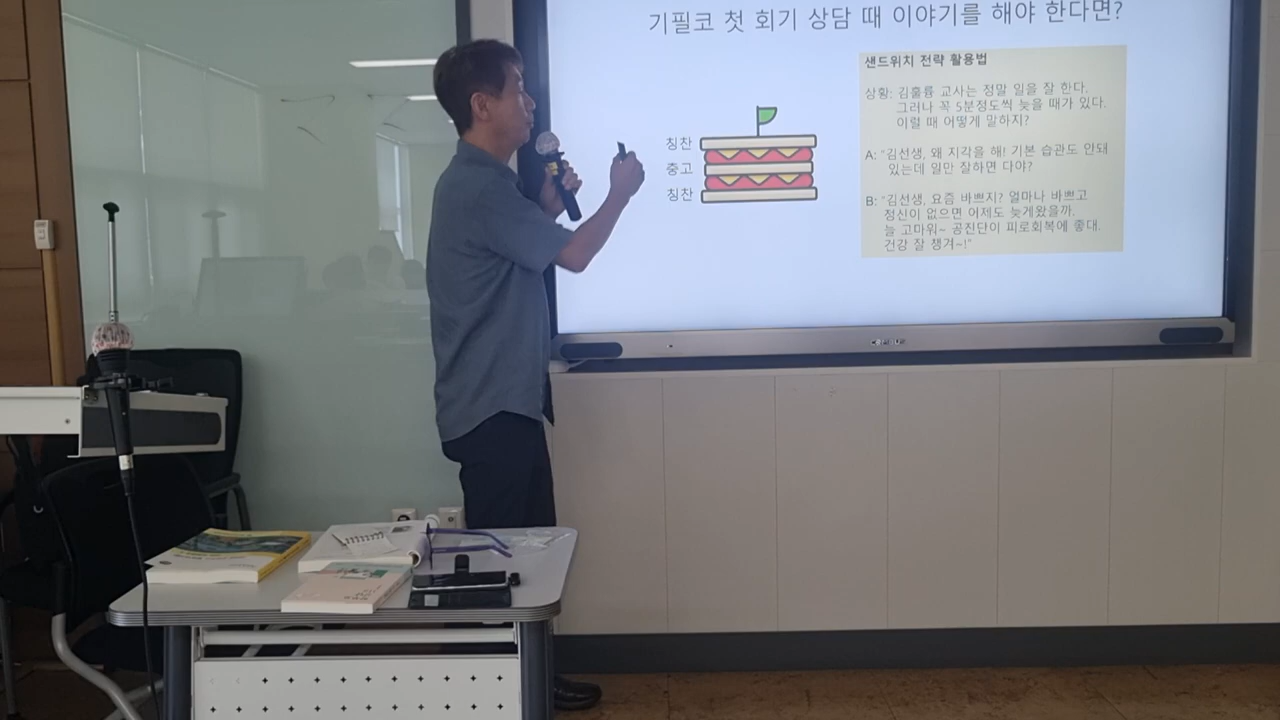 기필코 첫 회기 상담 때 이야기를 해야 한다면?
칭찬
충고
칭찬
샌드위치 전략 활용법
상황: 김훌륭 교사는 정말 일을 잘 한다.
그러나 꼭 5분정도씩 늦을 때가 있다.
이럴 때 어떻게 말하지?
A: "김선생, 왜 지각을 해! 기본 습관도 안돼
있는데 일만 잘하면 다야?
B: "김선생, 요즘 바쁘지? 얼마나 바쁘고
정신이 없으면 어제도 늦게왔을까.
늘 고마워~ 공진단이 피로회복에 좋대.
건강 잘 챙겨~!"